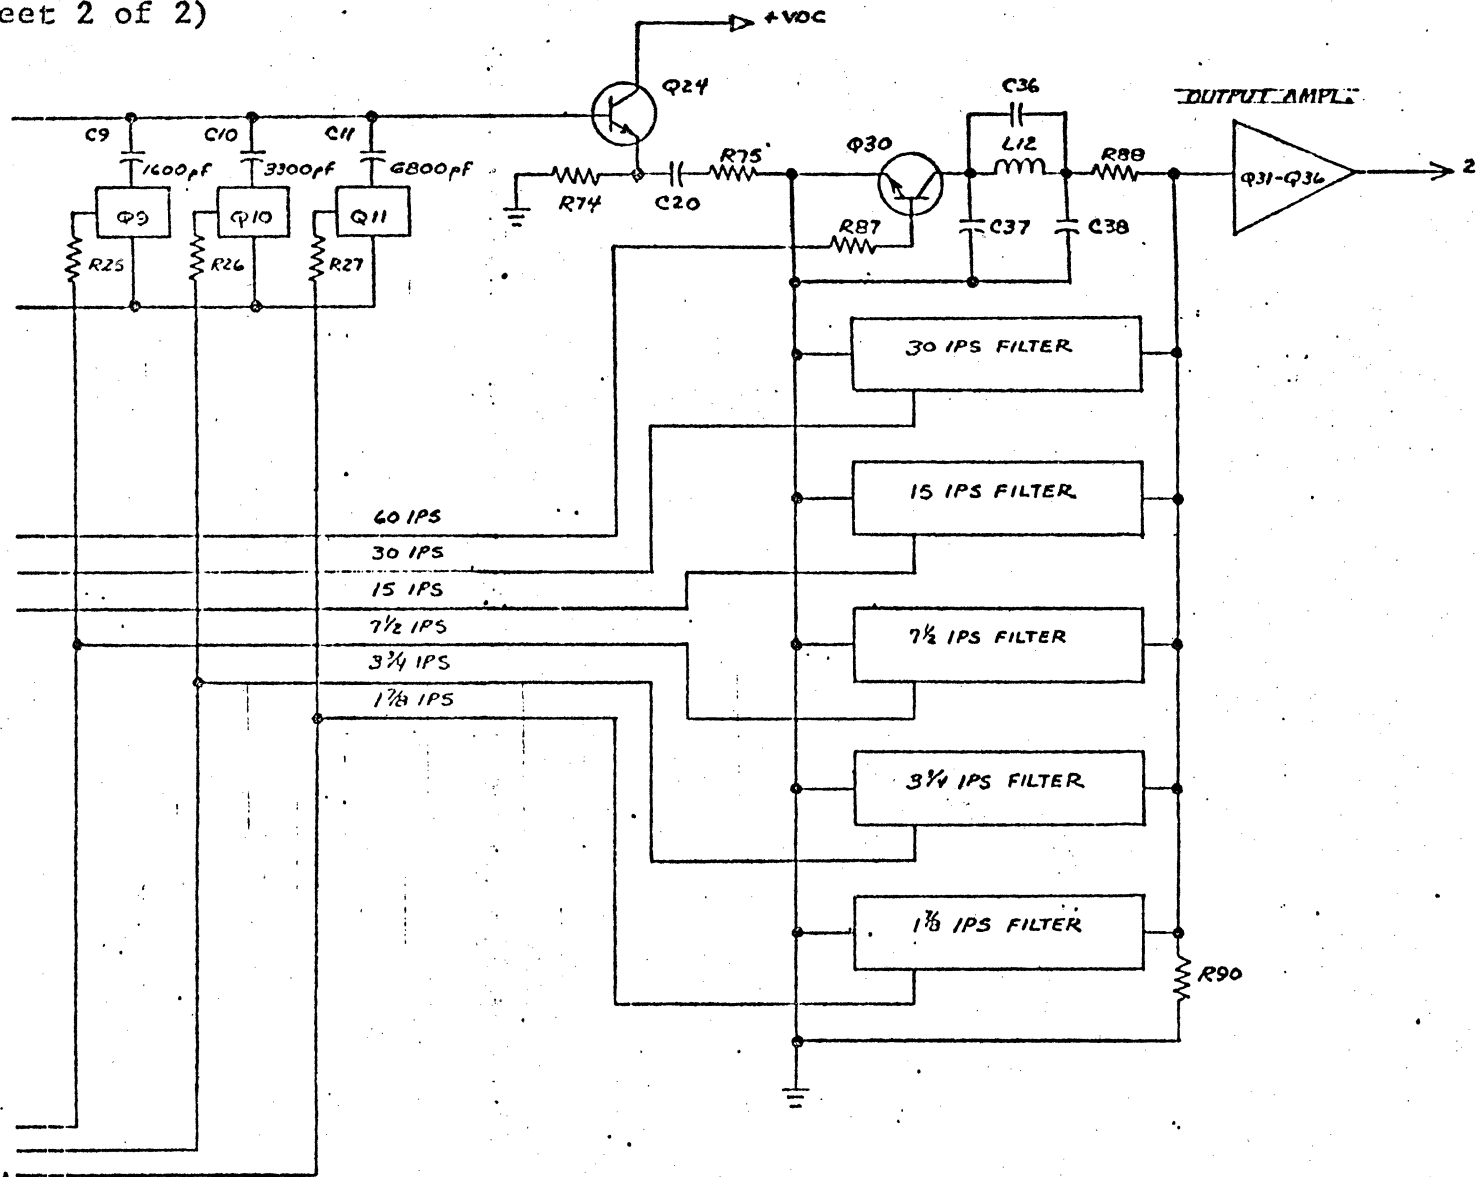 eet 2 of 2)
+VDC
Q24
C36
OUTPUT AMPL.
C9
C10
C11
1600pf
3300pf
6800pf
R75
Q30
L12
R88
Q31-Q36
2
Q9
Q10
Q11
R74
C20
R87
C37
C38
R25
R26
R27
30 IPS FILTER
15 IPS FILTER
60 IPS
30 IPS
15 IPS
7½ IPS
7½ IPS FILTER
3¾ IPS
1⅞ IPS
3¾ IPS FILTER
1⅞ IPS FILTER
R90